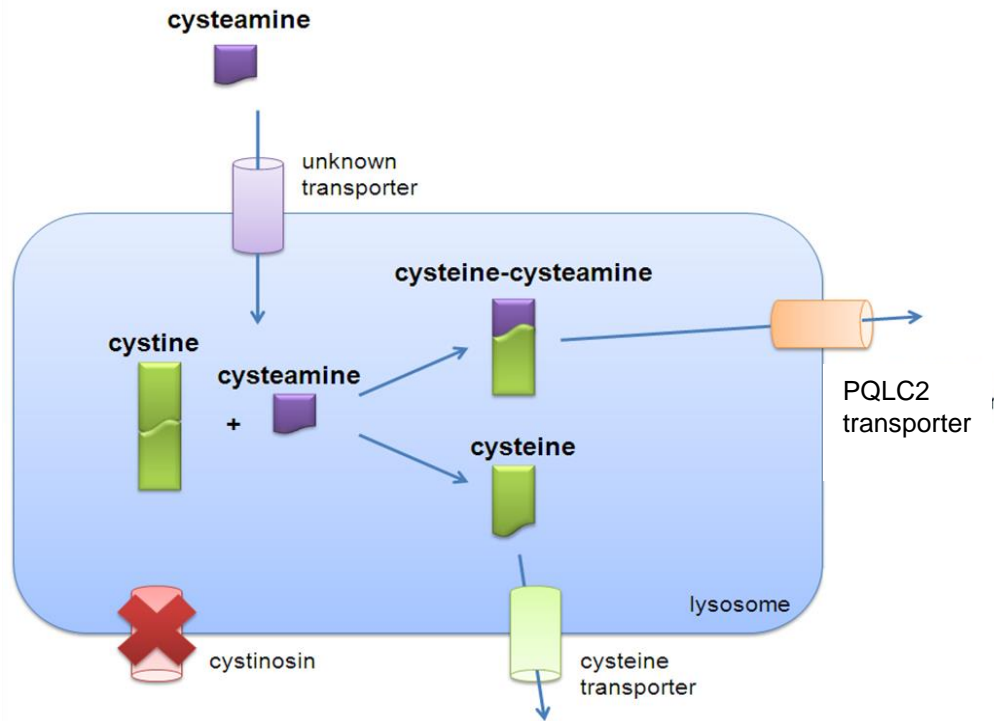 cysteamine
unknown
transporter
cysteine-cysteamine
cystine
cysteamine
+
PQLC2
transporter
cysteine
lysosome
cystinosin
cysteine
transporter